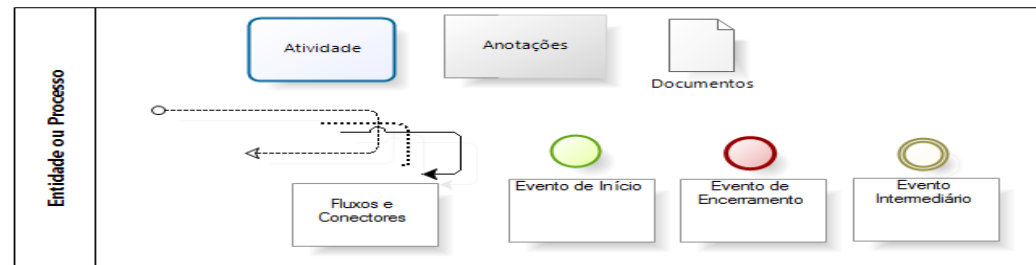 Entidade ou Processo
Atividade
Anotações
Documentos
Fluxos e
Conectores
Evento de Início
Evento de
Encerramento
Evento
Intermediário